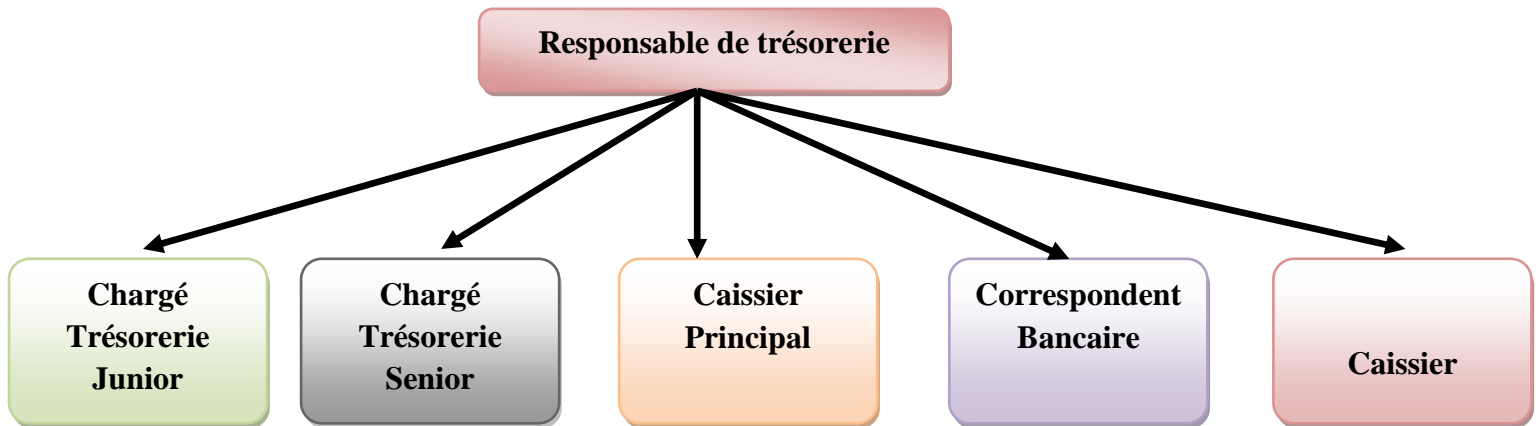 Responsable de trésorerie
Chargé
Trésorerie
Junior
Chargé
Trésorerie
Senior
Caissier
Principal
Correspondent
Bancaire
Caissier